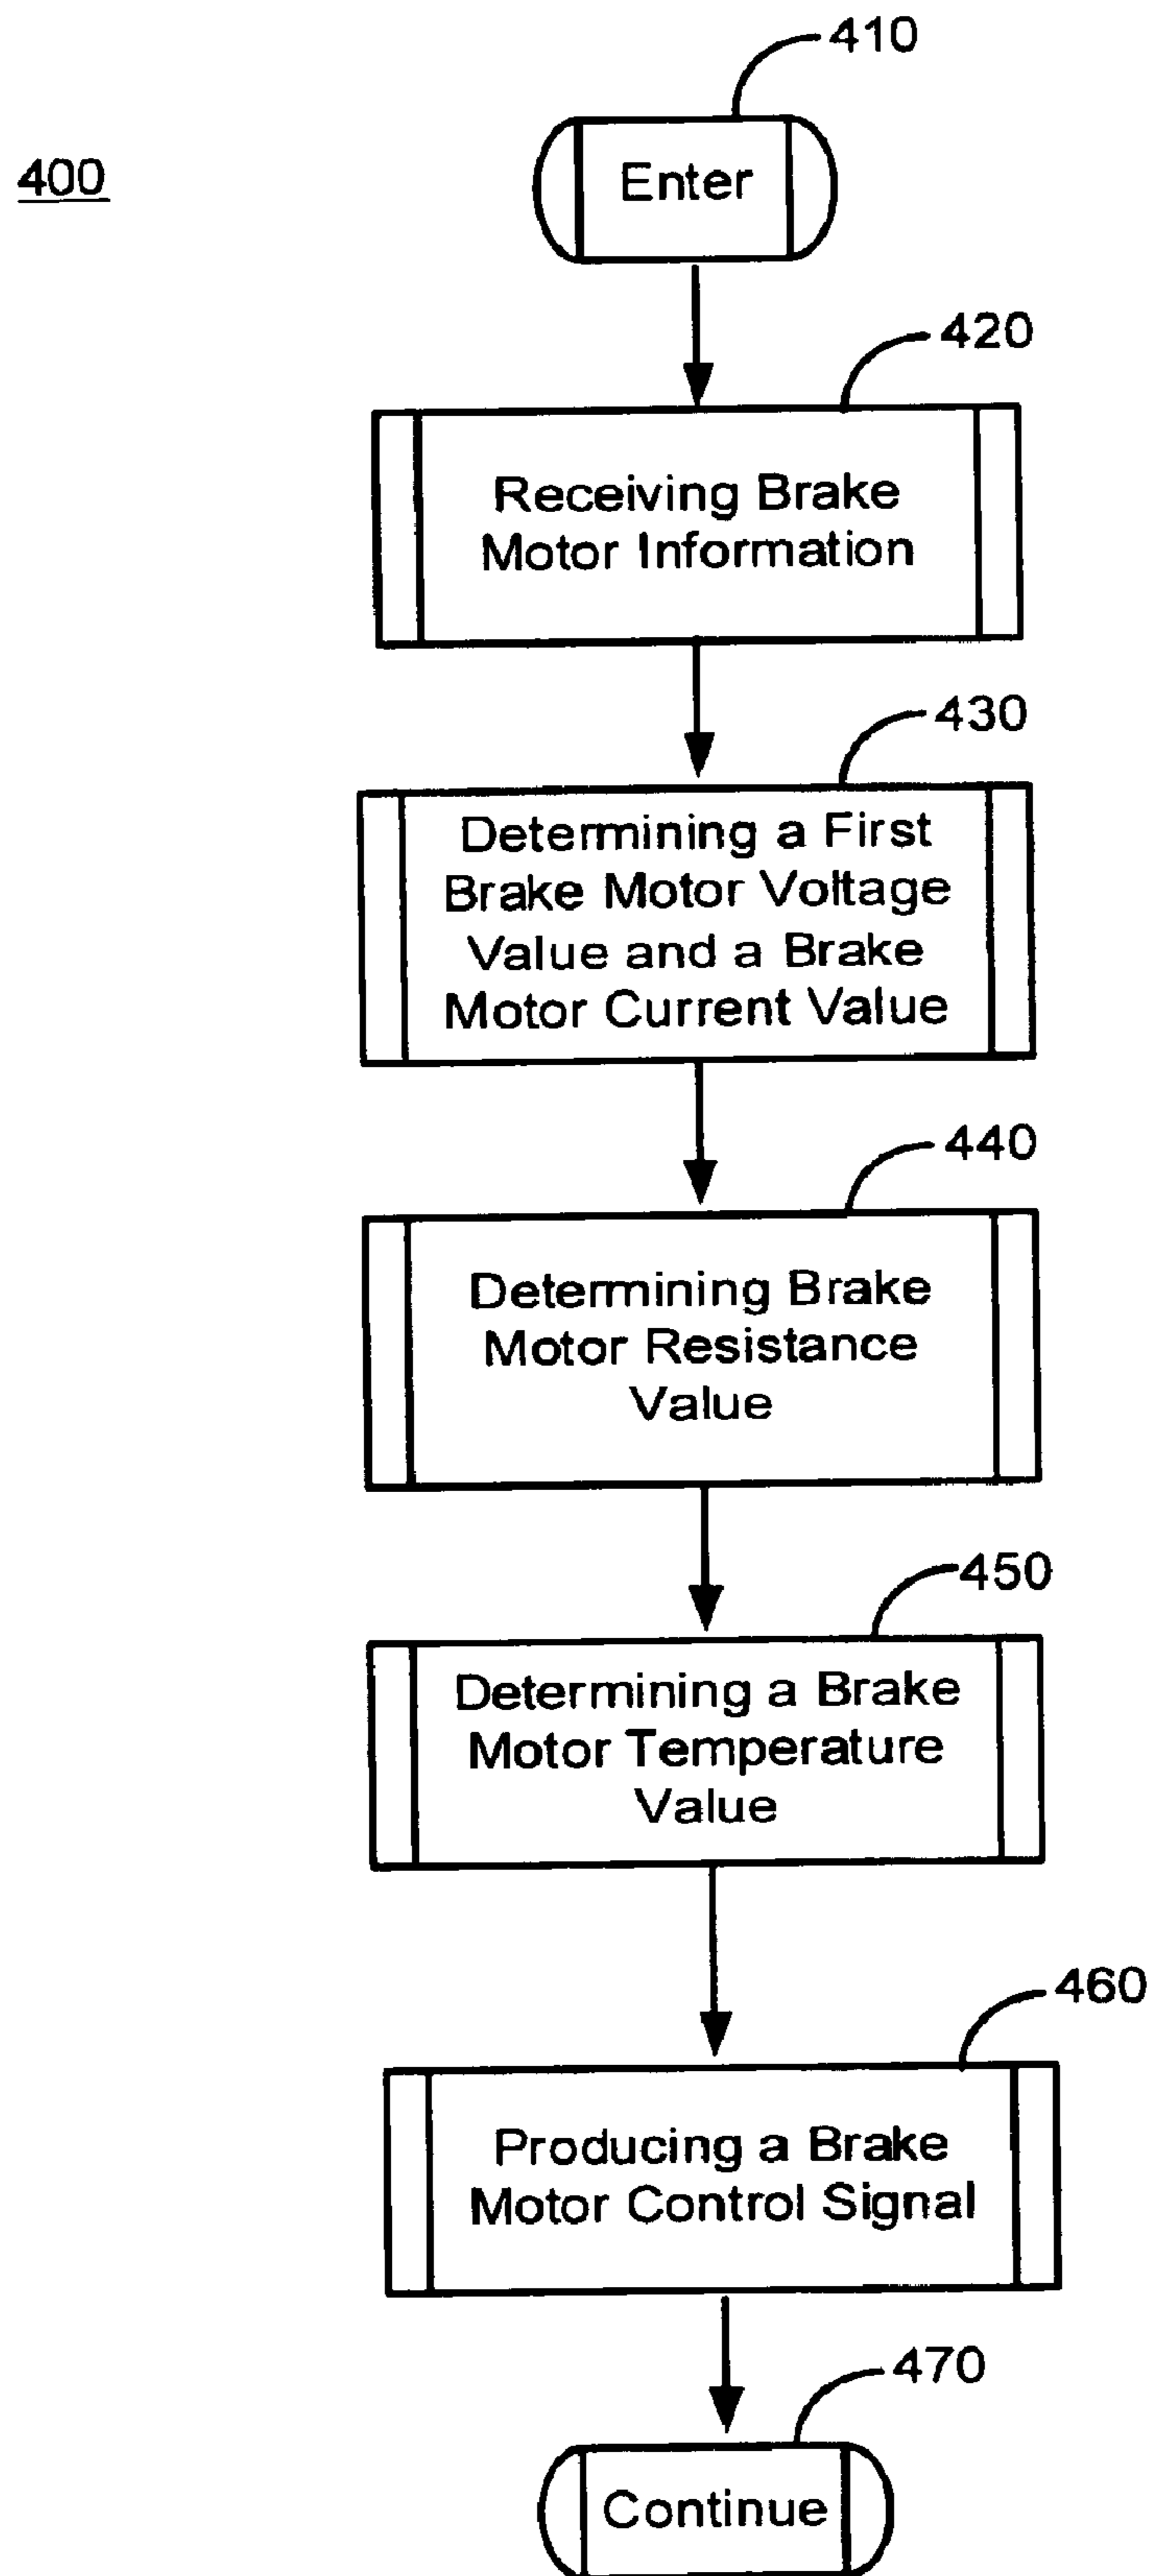 410
400
Enter
420
Receiving Brake
Motor Information
430
Determining a First
Brake Motor Voltage
Value and a Brake
Motor Current Value
440
Determining Brake
Motor Resistance
Value
450
Determining a Brake
Motor Temperature
Value
460
Producing a Brake
Motor Control Signal
470
Continue